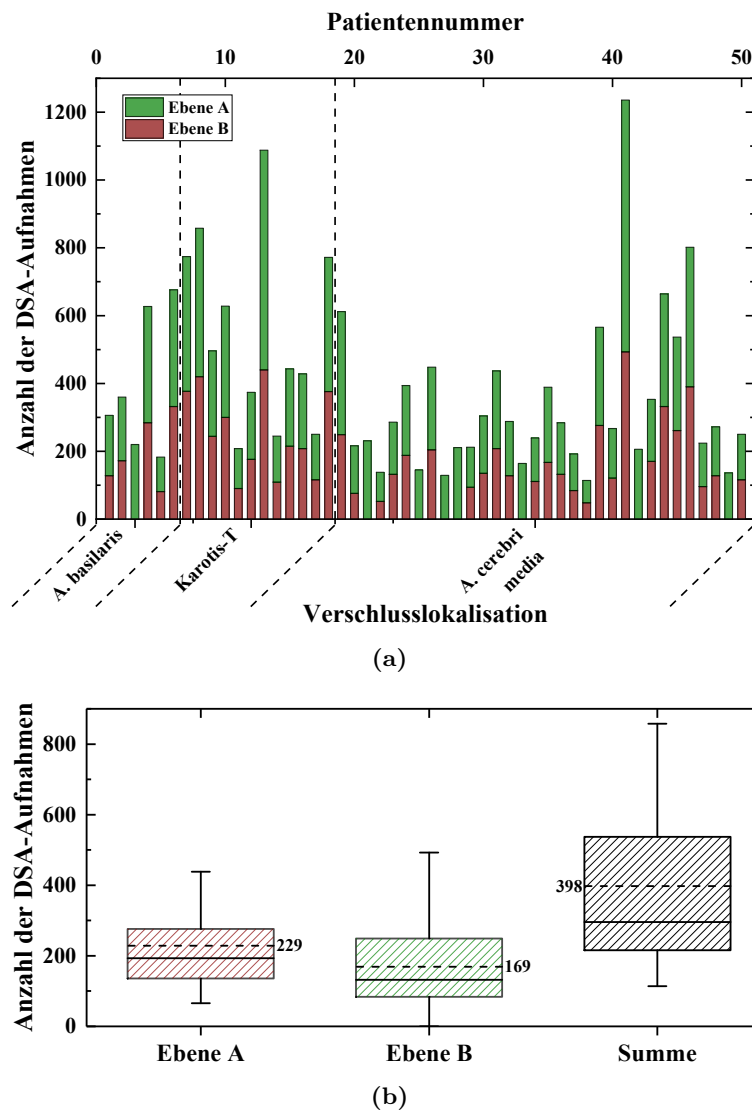 Patientennummer
0 10 20 30 40 50
1200
1000
800
600
400
200
0
Anzahl der DSA-Aufnahmen
Ebene A
Ebene B
A. basilaris
Karotis-T
A. cerebri
media
Verschlusslokalisation
(a)
800
600
400
200
0
Anzahl der DSA-Aufnahmen
229
169
398
Ebene A Ebene B Summe
(b)